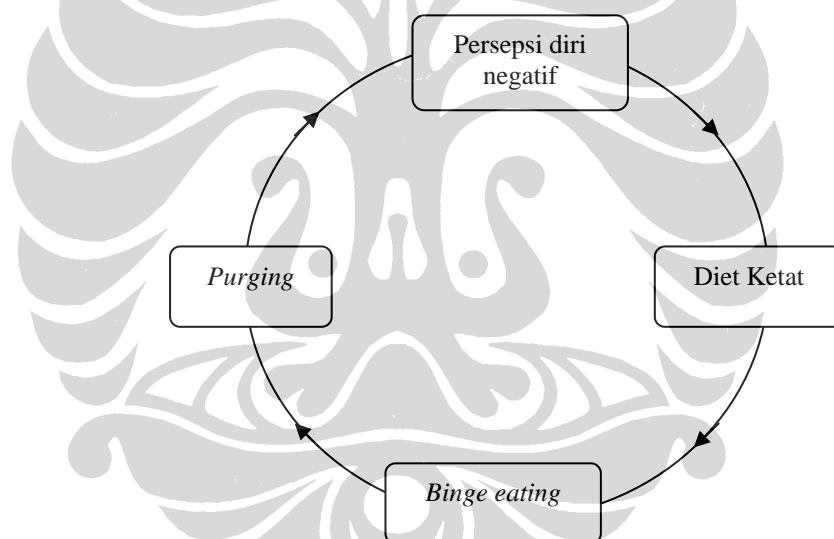 Persepsi diri
negatif
Purging
Diet Ketat
Binge eating